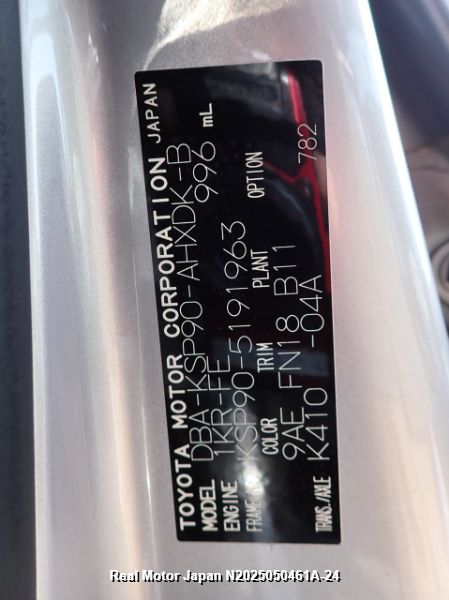 TOYOTA MOTOR CORPORATION JAPAN
MODEL DBA-KSP90-AHXDK-B
ENGINE 1KR-FE 996 mL
FRAME KSP90-5191963
COLOR TRIM PLANT OPTION
9AE FN18 B11 782
TRANS./AXLE K410 -04A
Real Motor Japan N2025050461A-24